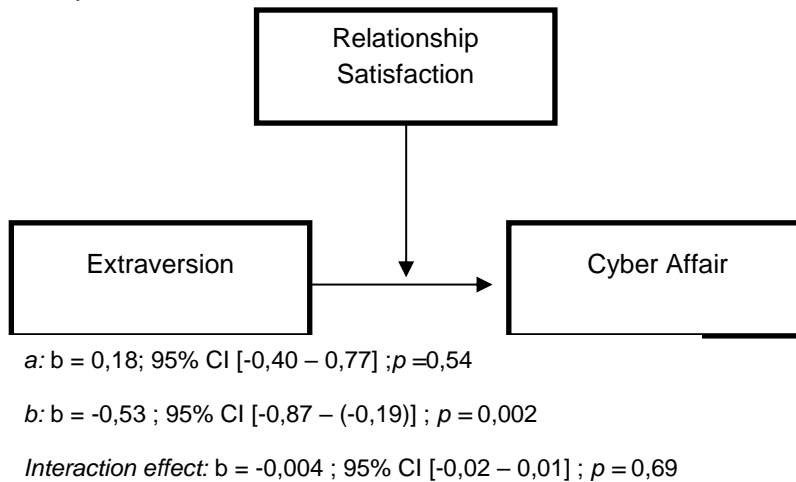 Relationship
Satisfaction
Extraversion
Cyber Affair
a: b = 0,18; 95% CI [-0,40 – 0,77] ;p =0,54
b: b = -0,53 ; 95% CI [-0,87 – (-0,19)] ; p = 0,002
Interaction effect: b = -0,004 ; 95% CI [-0,02 – 0,01] ; p = 0,69